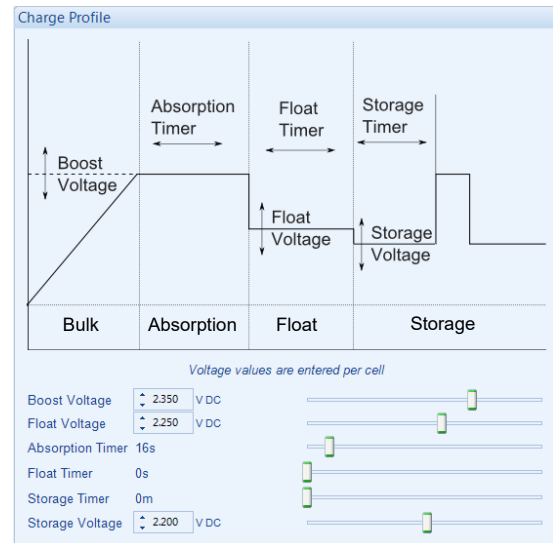 Charge Profile
Absorption
Timer
Float
Timer
Storage
Timer
Boost
Voltage
Float
Voltage
Storage
Voltage
Bulk
Absorption
Float
Storage
Voltage values are entered per cell
Boost Voltage 2.350 V DC
Float Voltage 2.250 V DC
Absorption Timer 16s
Float Timer 0s
Storage Timer 0m
Storage Voltage 2.200 V DC